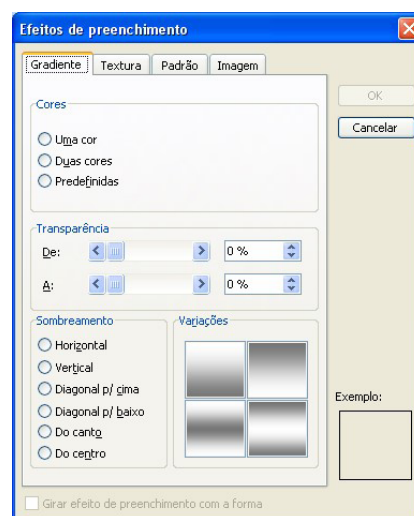 Efeitos de preenchimento
Gradiente
Textura
Padrão
Imagem
OK
Cancelar
Cores
Uma cor
Duas cores
Predefinidas
Transparência
De:
0 %
A:
0 %
Sombreamento
Horizontal
Vertical
Diagonal p/ cima
Diagonal p/ baixo
Do canto
Do centro
Variações
Exemplo:
Girar efeito de preenchimento com a forma